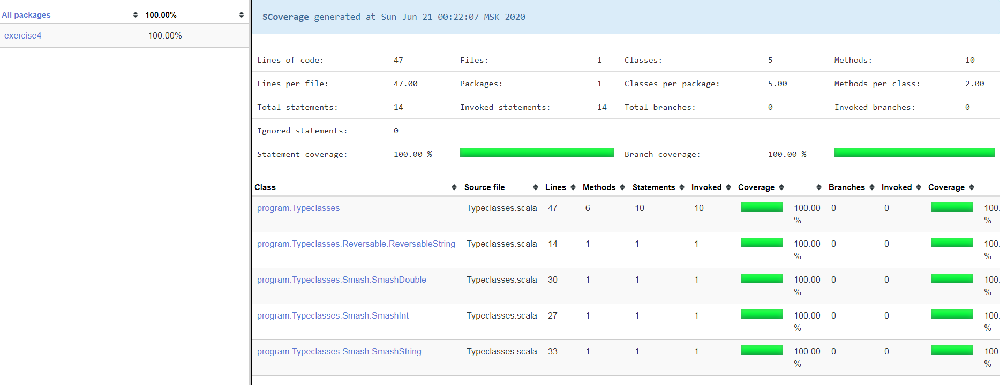 All packages 100.00%
exercise4 100.00%
SCoverage generated at Sun Jun 21 00:22:07 MSK 2020
Lines of code: 47 Files: 1 Classes: 5 Methods: 10
Lines per file: 47.00 Packages: 1 Classes per package: 5.00 Methods per class: 2.00
Total statements: 14 Invoked statements: 14 Total branches: 0 Invoked branches: 0
Ignored statements: 0
Statement coverage: 100.00 % Branch coverage: 100.00 %
Class Source file Lines Methods Statements Invoked Coverage Branches Invoked Coverage
program.Typeclasses Typeclasses.scala 47 6 10 10 100.00 0 0 100.
% %
program.Typeclasses.Reversable.ReversableString Typeclasses.scala 14 1 1 1 100.00 0 0 100.
% %
program.Typeclasses.Smash.SmashDouble Typeclasses.scala 30 1 1 1 100.00 0 0 100.
% %
program.Typeclasses.Smash.SmashInt Typeclasses.scala 27 1 1 1 100.00 0 0 100.
% %
program.Typeclasses.Smash.SmashString Typeclasses.scala 33 1 1 1 100.00 0 0 100.
% %